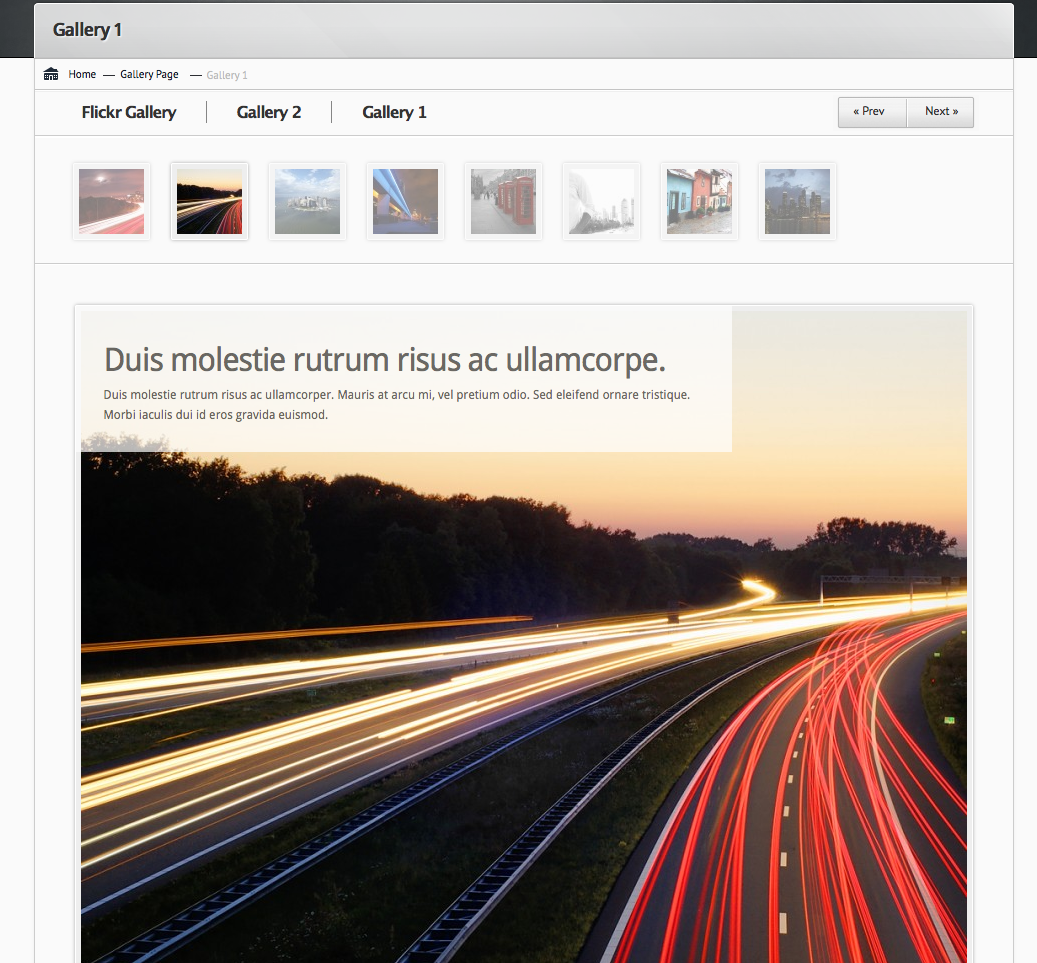 Gallery 1
Home — Gallery Page — Gallery 1
Flickr Gallery | Gallery 2 | Gallery 1 « Prev Next »
Duis molestie rutrum risus ac ullamcorpe.
Duis molestie rutrum risus ac ullamcorper. Mauris at arcu mi, vel pretium odio. Sed eleifend ornare tristique.
Morbi iaculis dui id eros gravida euismod.